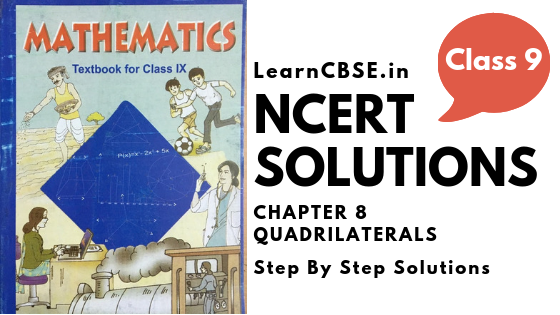 MATHEMATICS
Textbook for Class IX
P(x)=x³-2x²+5x
Class 9
LearnCBSE.in
NCERT
SOLUTIONS
CHAPTER 8
QUADRILATERALS
Step By Step Solutions